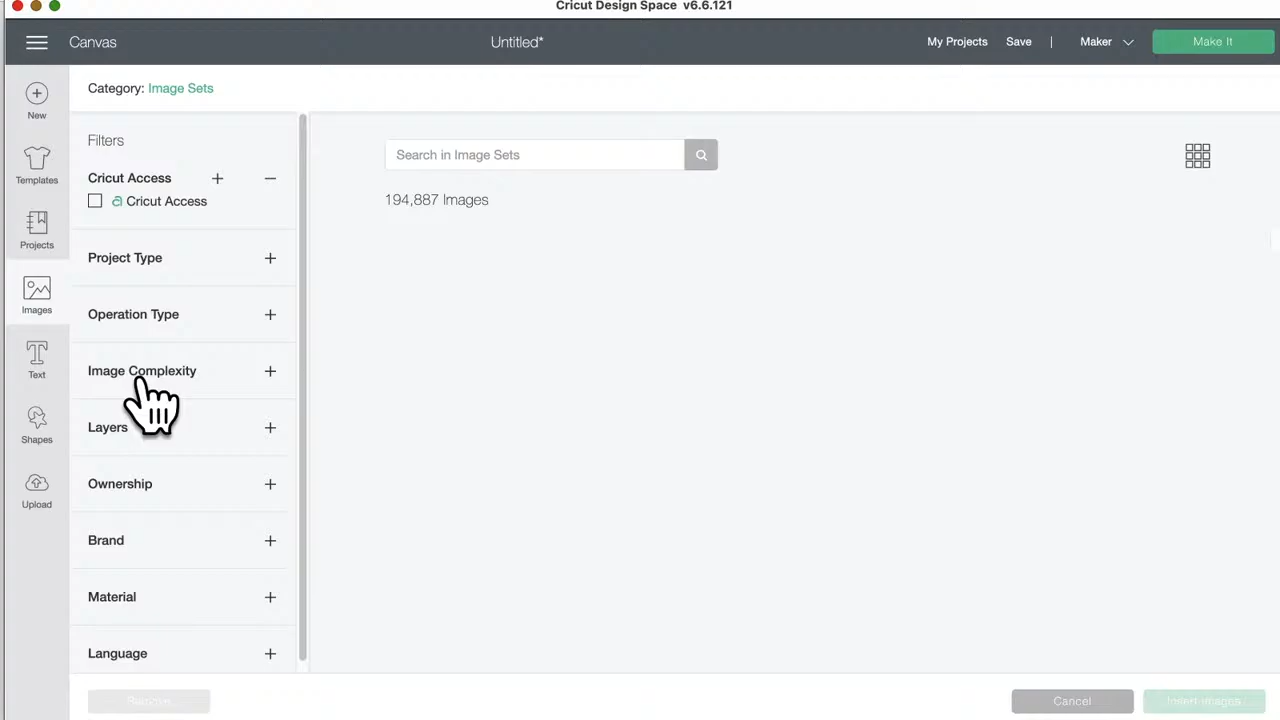 Cricut Design Space v6.6.121
Canvas
Untitled*
My Projects
Save
|
Maker
Make It
New
Templates
Projects
Images
Text
Shapes
Upload
Category: Image Sets
Filters
Cricut Access
Cricut Access
Project Type
Operation Type
Image Complexity
Layers
Ownership
Brand
Material
Language
Search in Image Sets
194,887 Images
Cancel
Insert Images